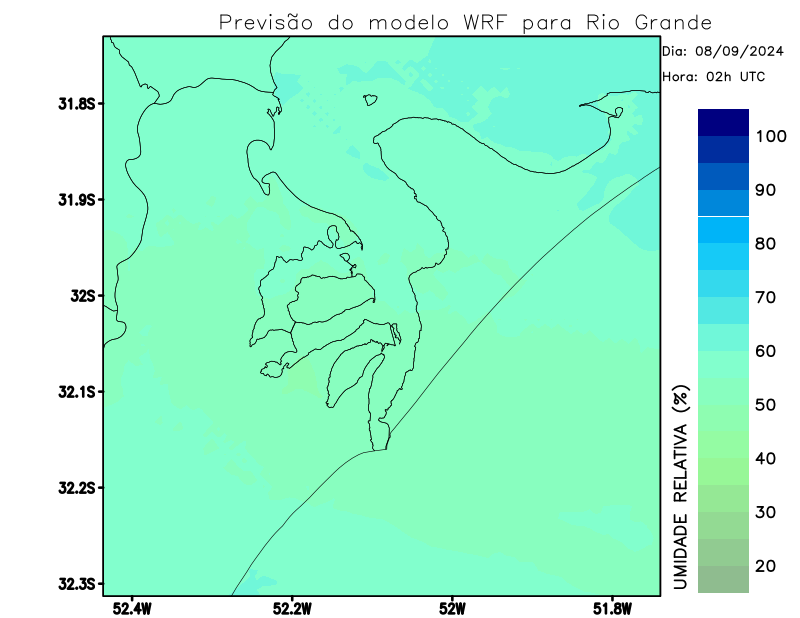 Previsão do modelo WRF para Rio Grande
Dia: 08/09/2024
Hora: 02h UTC
31.8S
31.9S
32S
32.1S
32.2S
32.3S
52.4W
52.2W
52W
51.8W
100
90
80
70
60
50
40
30
20
UMIDADE RELATIVA (%)